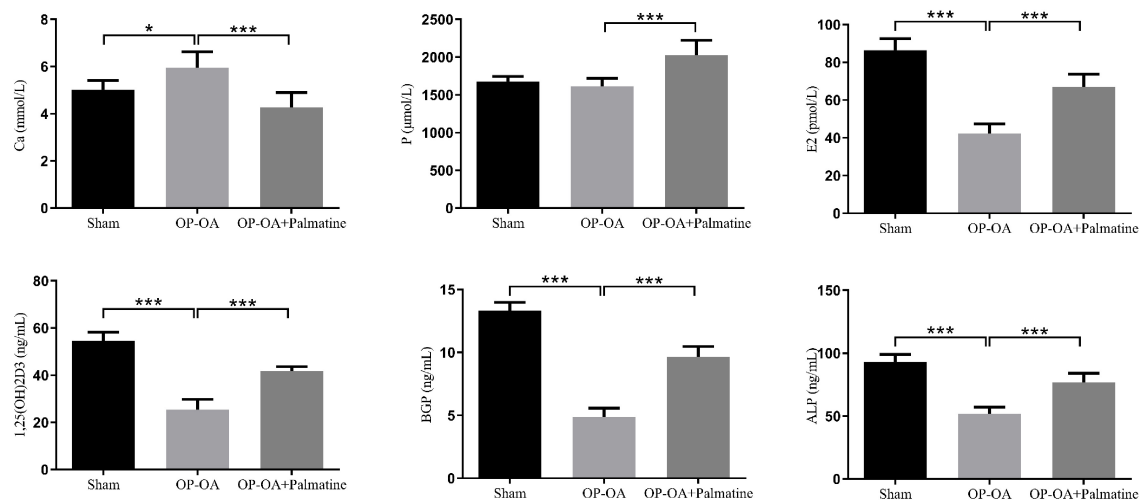 Ca (mmol/L)
8
6
4
2
0
*
***
Sham
OP-OA
OP-OA+Palmatine
P (μmol/L)
2500
2000
1500
1000
500
0
***
Sham
OP-OA
OP-OA+Palmatine
E2 (pmol/L)
100
80
60
40
20
0
***
***
Sham
OP-OA
OP-OA+Palmatine
1,25(OH)2D3 (ng/mL)
80
60
40
20
0
***
***
Sham
OP-OA
OP-OA+Palmatine
BGP (ng/mL)
15
10
5
0
***
***
Sham
OP-OA
OP-OA+Palmatine
ALP (ng/mL)
150
100
50
0
***
***
Sham
OP-OA
OP-OA+Palmatine